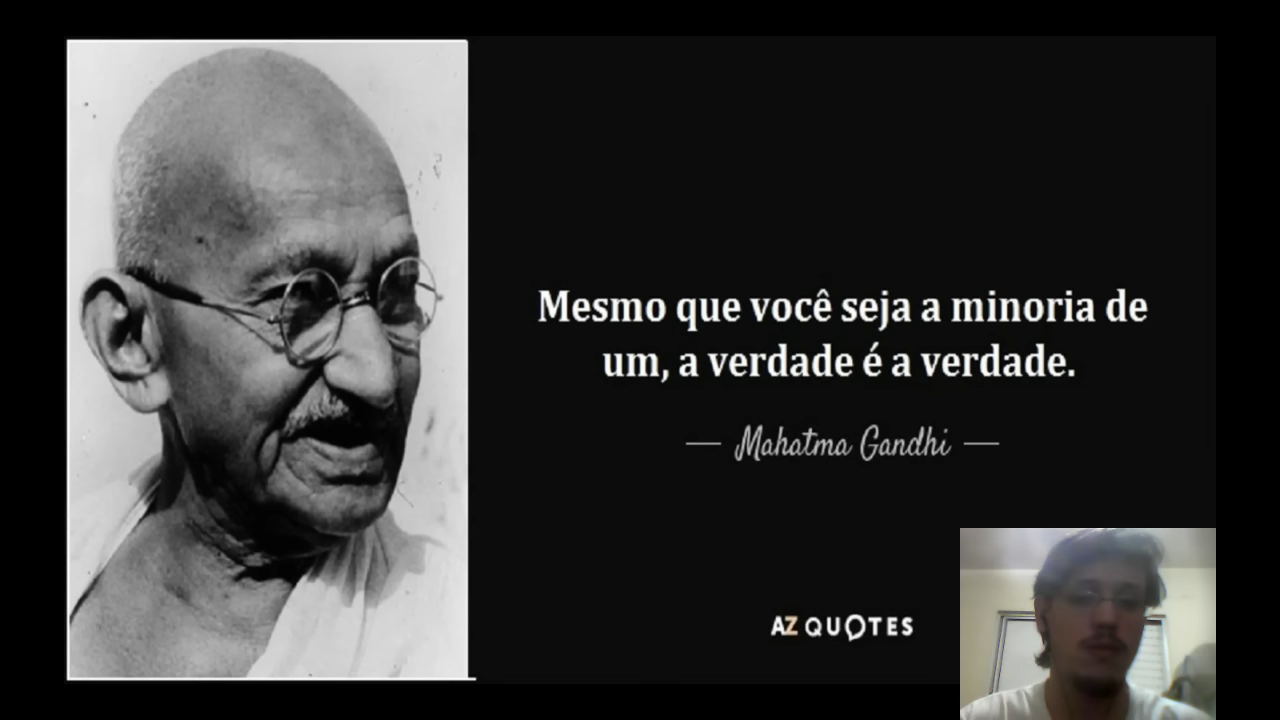 Mesmo que você seja a minoria de
um, a verdade é a verdade.
— Mahatma Gandhi —
AZ QUOTES